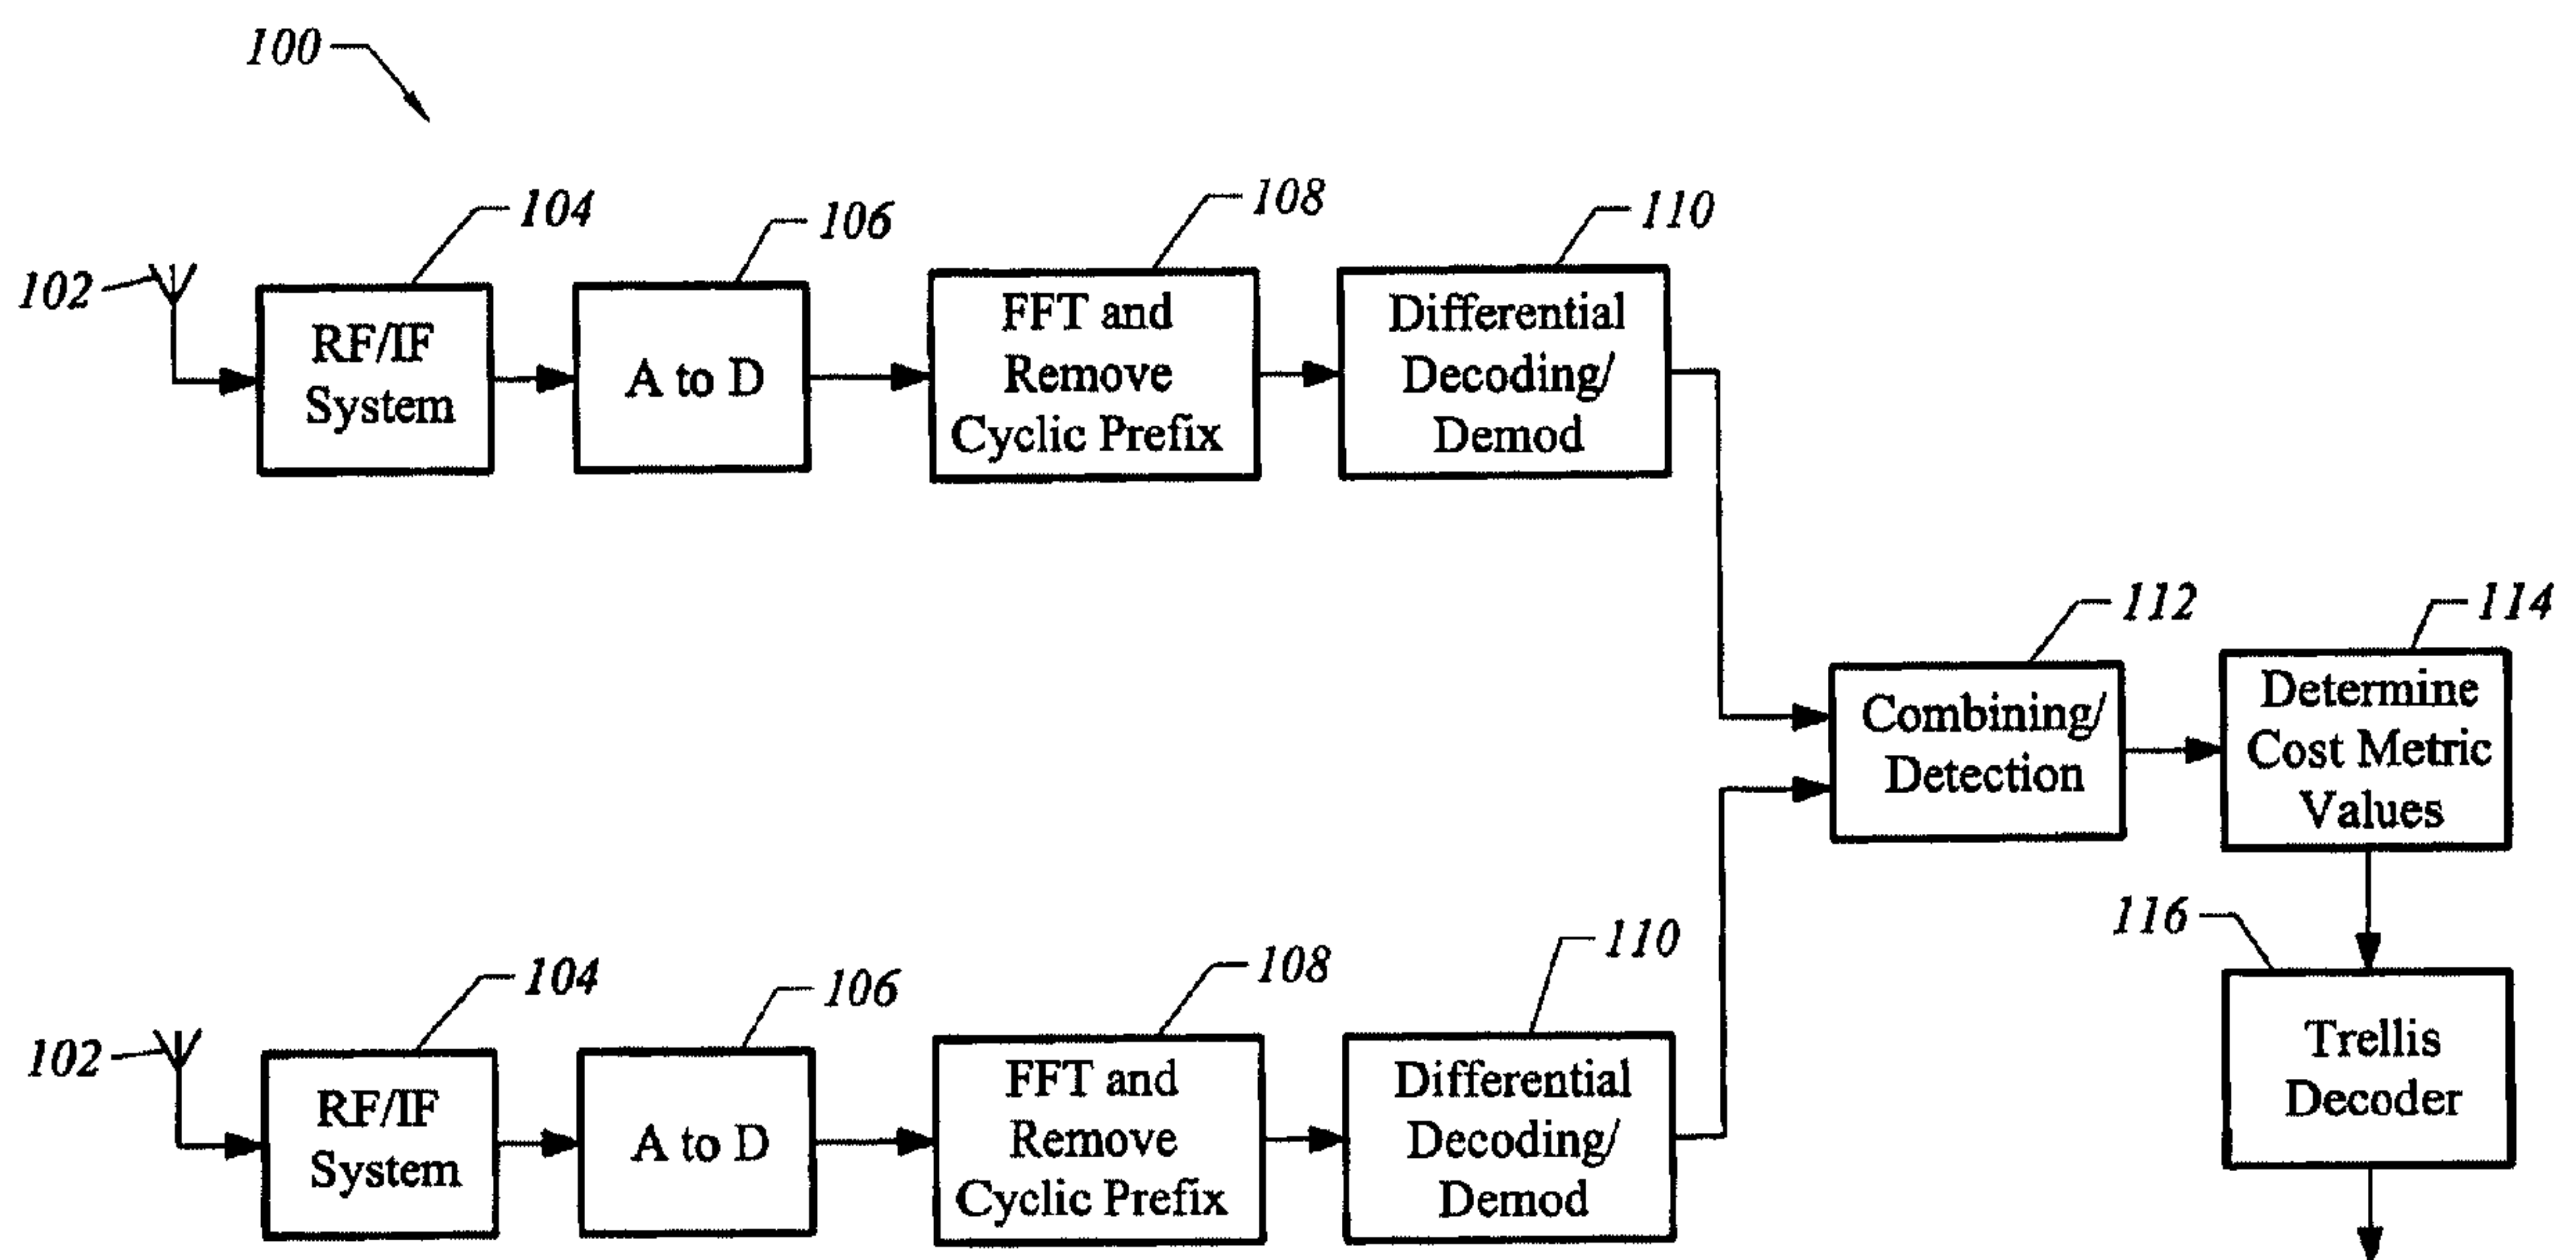 100
104
106
108
110
102
RF/IF
System
A to D
FFT and
Remove
Cyclic Prefix
Differential
Decoding/
Demod
112
114
Combining/
Detection
Determine
Cost Metric
Values
116
Trellis
Decoder
104
106
108
110
102
RF/IF
System
A to D
FFT and
Remove
Cyclic Prefix
Differential
Decoding/
Demod